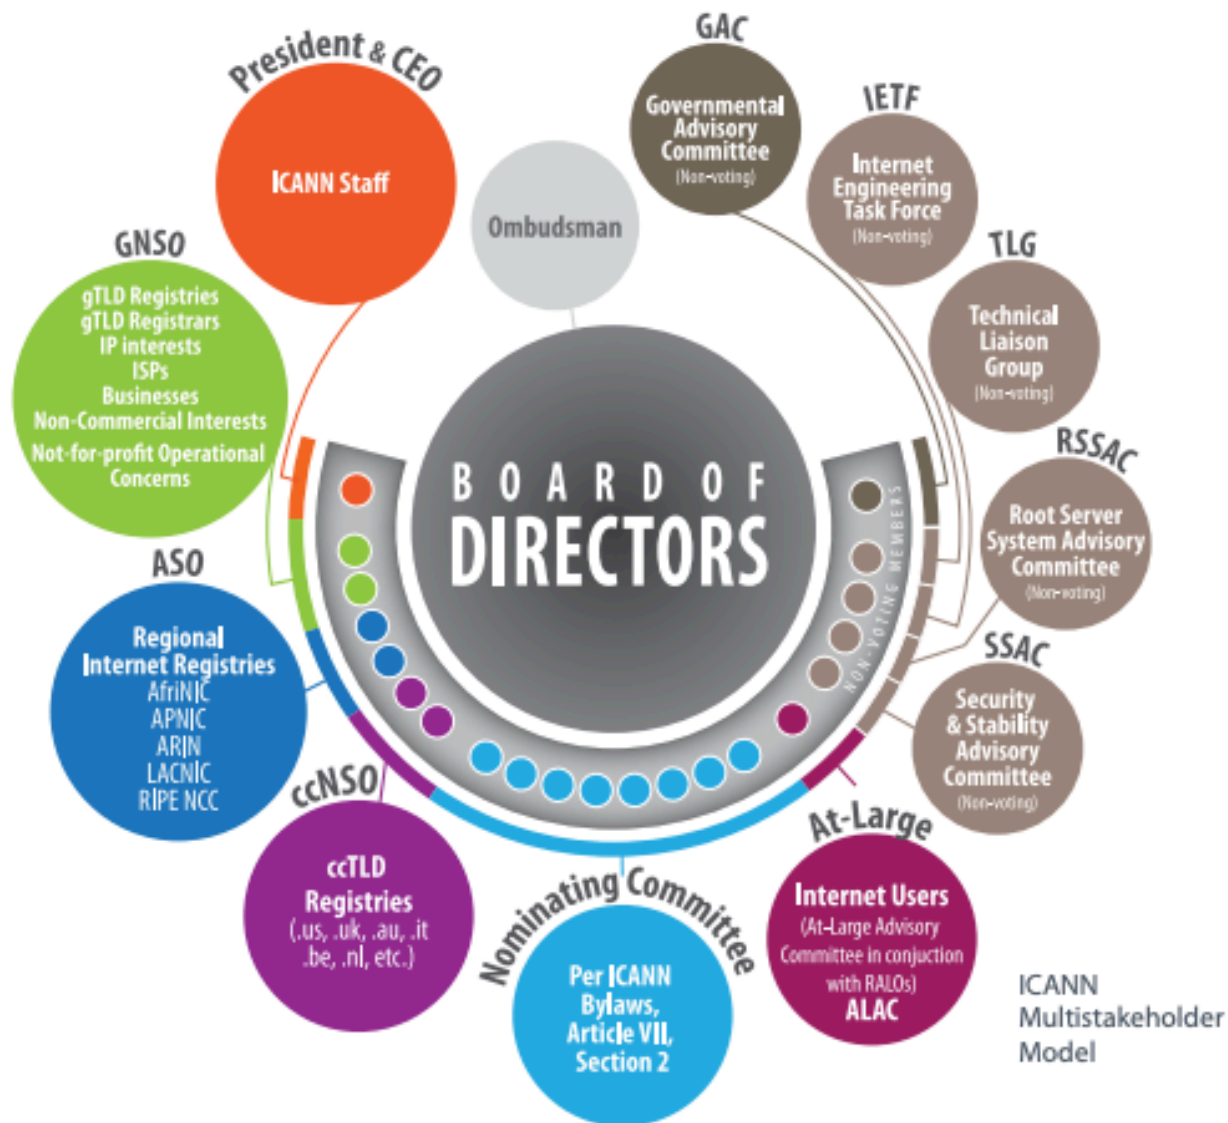 President & CEO
ICANN Staff
Ombudsman
GAC
Governmental
Advisory
Committee
(Non-voting)
IETF
Internet
Engineering
Task Force
(Non-voting)
TLG
Technical
Liaison
Group
(Non-voting)
RSSAC
Root Server
System Advisory
Committee
(Non-voting)
SSAC
Security
& Stability
Advisory
Committee
(Non-voting)
At-Large
Internet Users
(At-Large Advisory
Committee in conjuction
with RALOs)
ALAC
Nominating Committee
Per ICANN
Bylaws,
Article VII,
Section 2
ccNSO
ccTLD
Registries
(.us, .uk, .au, .it
.be, .nl, etc.)
ASO
Regional
Internet Registries
AfriNIC
APNIC
ARIN
LACNIC
RIPE NCC
GNSO
gTLD Registries
gTLD Registrars
IP interests
ISPs
Businesses
Non-Commercial Interests
Not-for-profit Operational
Concerns
BOARD OF
DIRECTORS
NON-VOTING MEMBERS
ICANN
Multistakeholder
Model